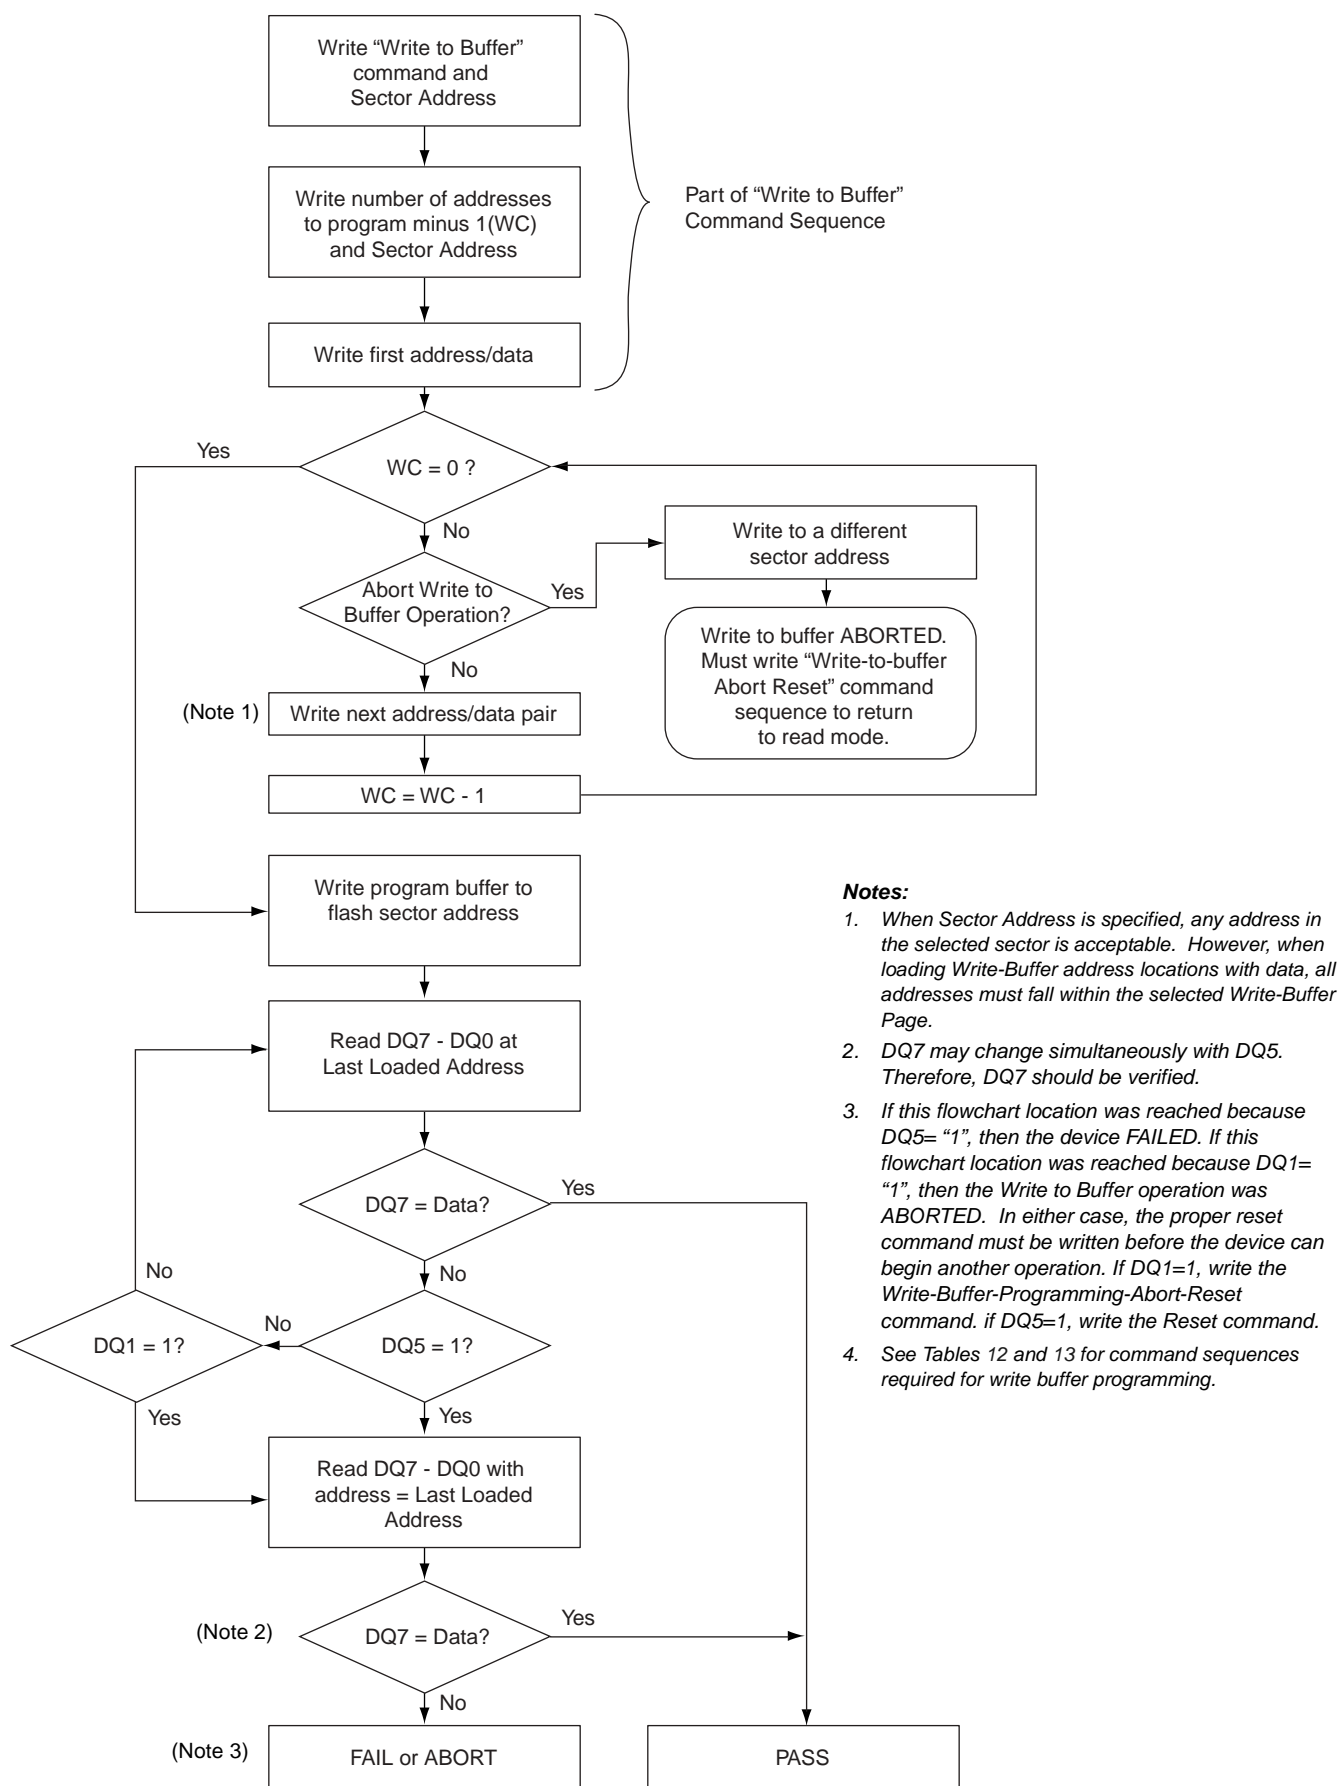 Write “Write to Buffer”
command and
Sector Address
Write number of addresses
to program minus 1(WC)
and Sector Address
Part of “Write to Buffer”
Command Sequence
Write first address/data
Yes
WC = 0 ?
No
Write to a different
sector address
Abort Write to
Buffer Operation?
Yes
No
Write to buffer ABORTED.
Must write “Write-to-buffer
Abort Reset” command
sequence to return
to read mode.
(Note 1)
Write next address/data pair
WC = WC - 1
Write program buffer to
flash sector address
Read DQ7 - DQ0 at
Last Loaded Address
DQ7 = Data?
Yes
No
No
DQ1 = 1?
No
DQ5 = 1?
Yes
Yes
Read DQ7 - DQ0 with
address = Last Loaded
Address
(Note 2)
DQ7 = Data?
Yes
No
(Note 3)
FAIL or ABORT
PASS
Notes:
1. When Sector Address is specified, any address in
the selected sector is acceptable. However, when
loading Write-Buffer address locations with data, all
addresses must fall within the selected Write-Buffer
Page.
2. DQ7 may change simultaneously with DQ5.
Therefore, DQ7 should be verified.
3. If this flowchart location was reached because
DQ5= “1”, then the device FAILED. If this
flowchart location was reached because DQ1=
“1”, then the Write to Buffer operation was
ABORTED. In either case, the proper reset
command must be written before the device can
begin another operation. If DQ1=1, write the
Write-Buffer-Programming-Abort-Reset
command. if DQ5=1, write the Reset command.
4. See Tables 12 and 13 for command sequences
required for write buffer programming.